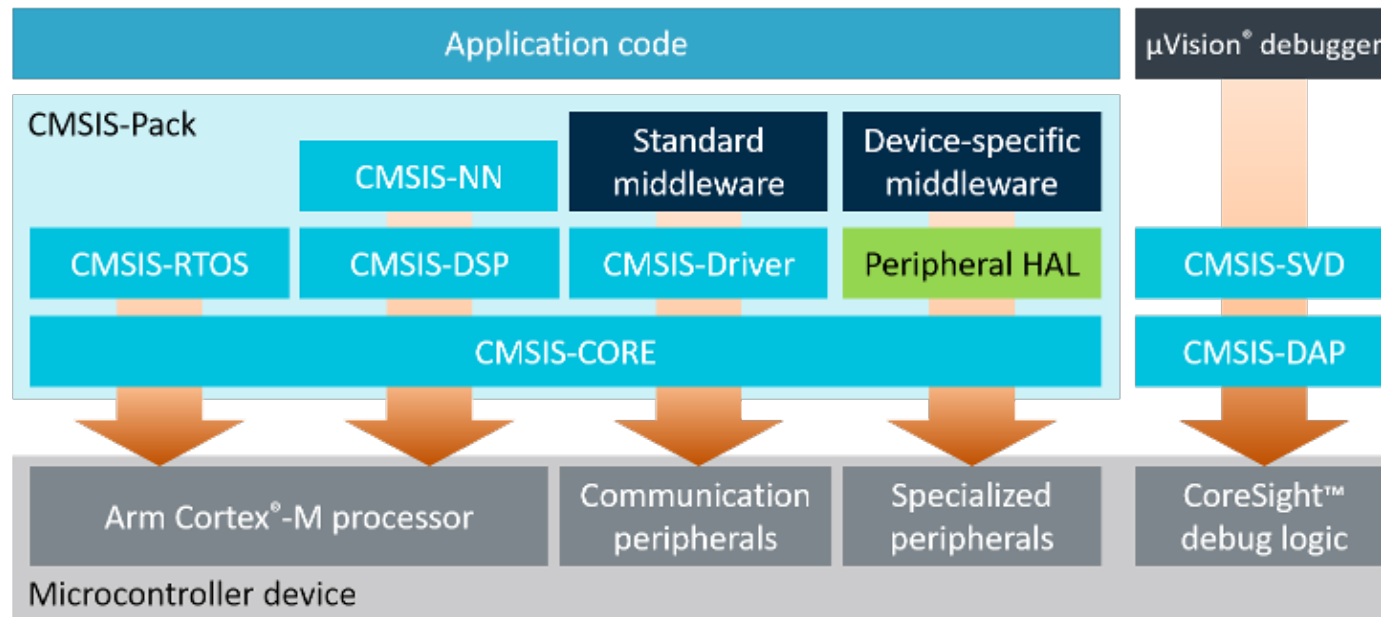 Application code
µVision® debugger
CMSIS-Pack
CMSIS-NN
Standard
middleware
Device-specific
middleware
CMSIS-RTOS
CMSIS-DSP
CMSIS-Driver
Peripheral HAL
CMSIS-SVD
CMSIS-CORE
CMSIS-DAP
Arm Cortex®-M processor
Communication
peripherals
Specialized
peripherals
CoreSight™
debug logic
Microcontroller device